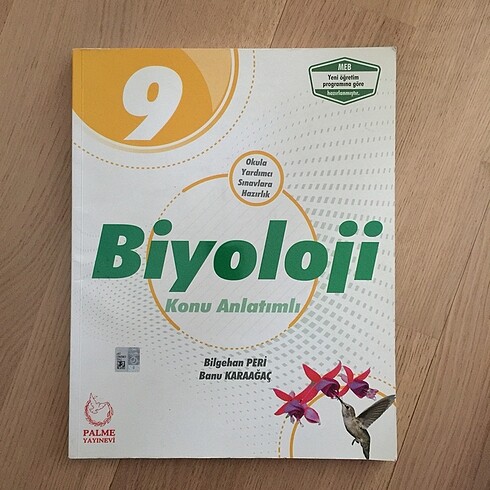 9
MEB
Yeni öğretim
programına göre
hazırlanmıştır.
Okula
Yardımcı
Sınavlara
Hazırlık
Biyoloji
Konu Anlatımlı
Bilgehan PERİ
Banu KARAAĞAÇ
PALME
YAYINEVİ